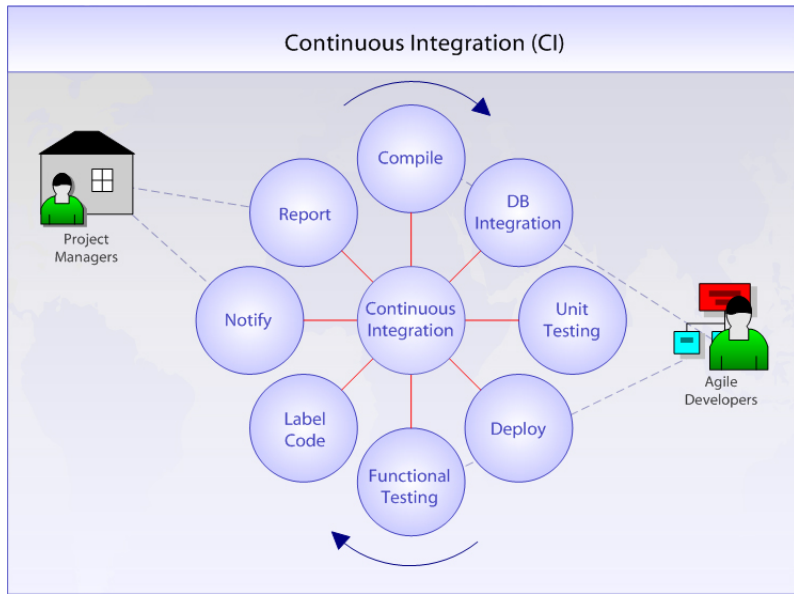 Continuous Integration (CI)
Compile
DB
Integration
Report
Project
Managers
Notify
Continuous
Integration
Unit
Testing
Agile
Developers
Label
Code
Deploy
Functional
Testing